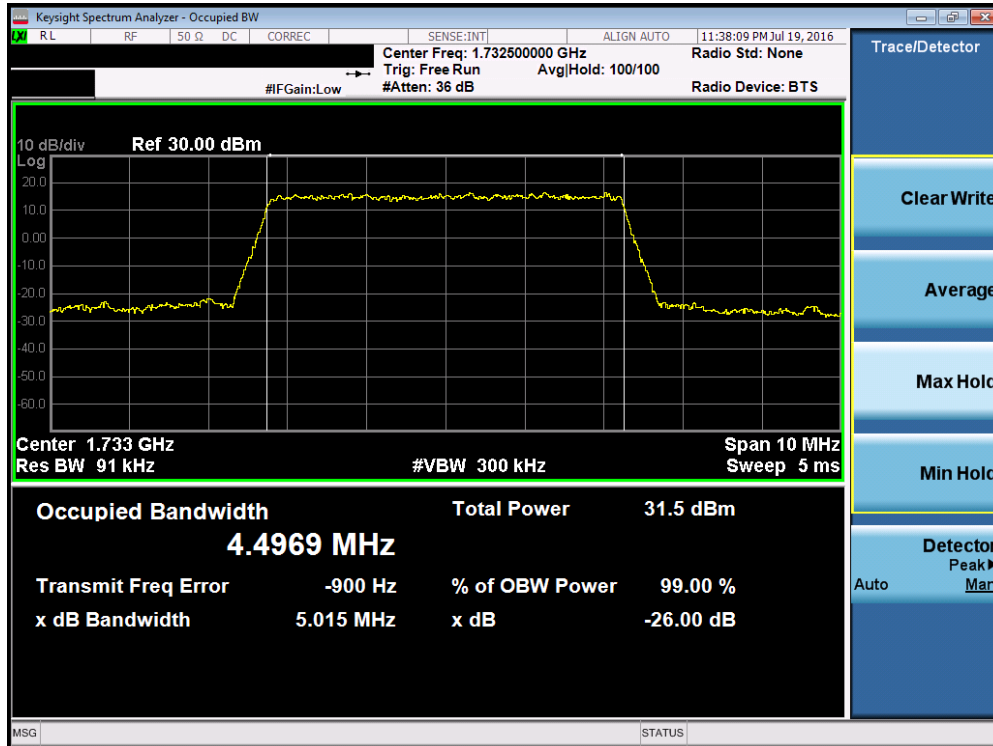 Keysight Spectrum Analyzer - Occupied BW
LXI RL RF 50 Ω DC CORREC SENSE:INT ALIGN AUTO 11:38:09 PM Jul 19, 2016
Center Freq: 1.732500000 GHz Radio Std: None
Trig: Free Run Avg|Hold: 100/100
#IFGain:Low #Atten: 36 dB Radio Device: BTS
Trace/Detector
10 dB/div Ref 30.00 dBm
Log
20.0
10.0
0.00
-10.0
-20.0
-30.0
-40.0
-50.0
-60.0
Center 1.733 GHz Span 10 MHz
Res BW 91 kHz #VBW 300 kHz Sweep 5 ms
Occupied Bandwidth Total Power 31.5 dBm
4.4969 MHz
Transmit Freq Error -900 Hz % of OBW Power 99.00 %
x dB Bandwidth 5.015 MHz x dB -26.00 dB
Clear Write
Average
Max Hold
Min Hold
Detector
Peak▶
Auto Man
MSG STATUS